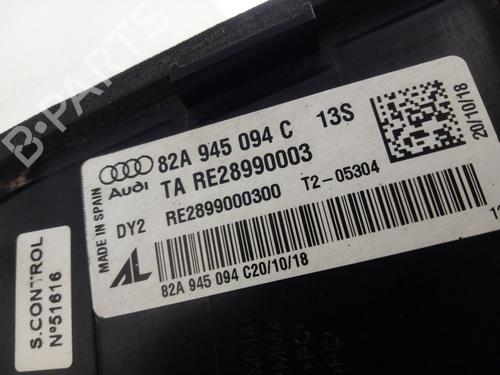 82A 945 094 C 13S
Audi
TA RE28990003
20/10/18
MADE IN SPAIN
DY2
RE2899000300 T2-05304
AL
82A 945 094 C20/10/18
S.CONTROL
Nº51616
B-PARTS